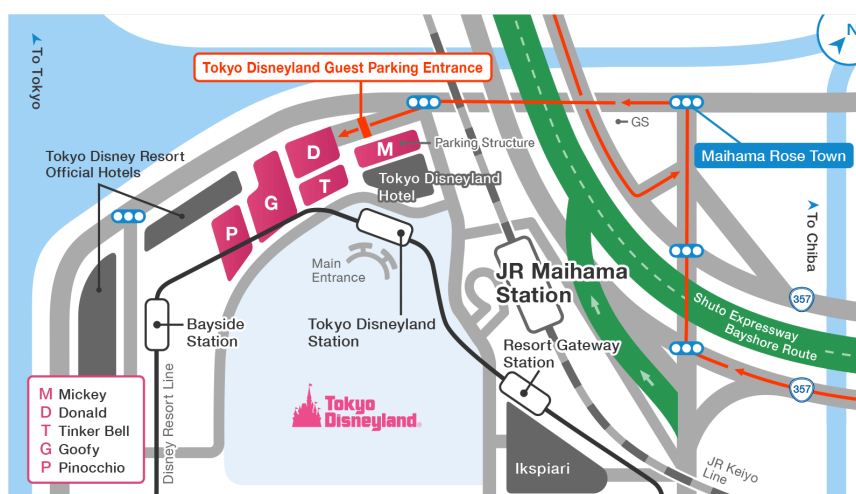 N
To Tokyo
Tokyo Disneyland Guest Parking Entrance
GS
D
M
Parking Structure
Maihama Rose Town
Tokyo Disney Resort
Official Hotels
Tokyo Disneyland
Hotel
T
G
P
To Chiba
Main
Entrance
JR Maihama
Station
357
Shuto Expressway
Bayshore Route
Bayside
Station
Tokyo Disneyland
Station
Resort Gateway
Station
357
M Mickey
D Donald
T Tinker Bell
G Goofy
P Pinocchio
Disney Resort Line
Tokyo
Disneyland
Ikspiari
JR Keiyo
Line